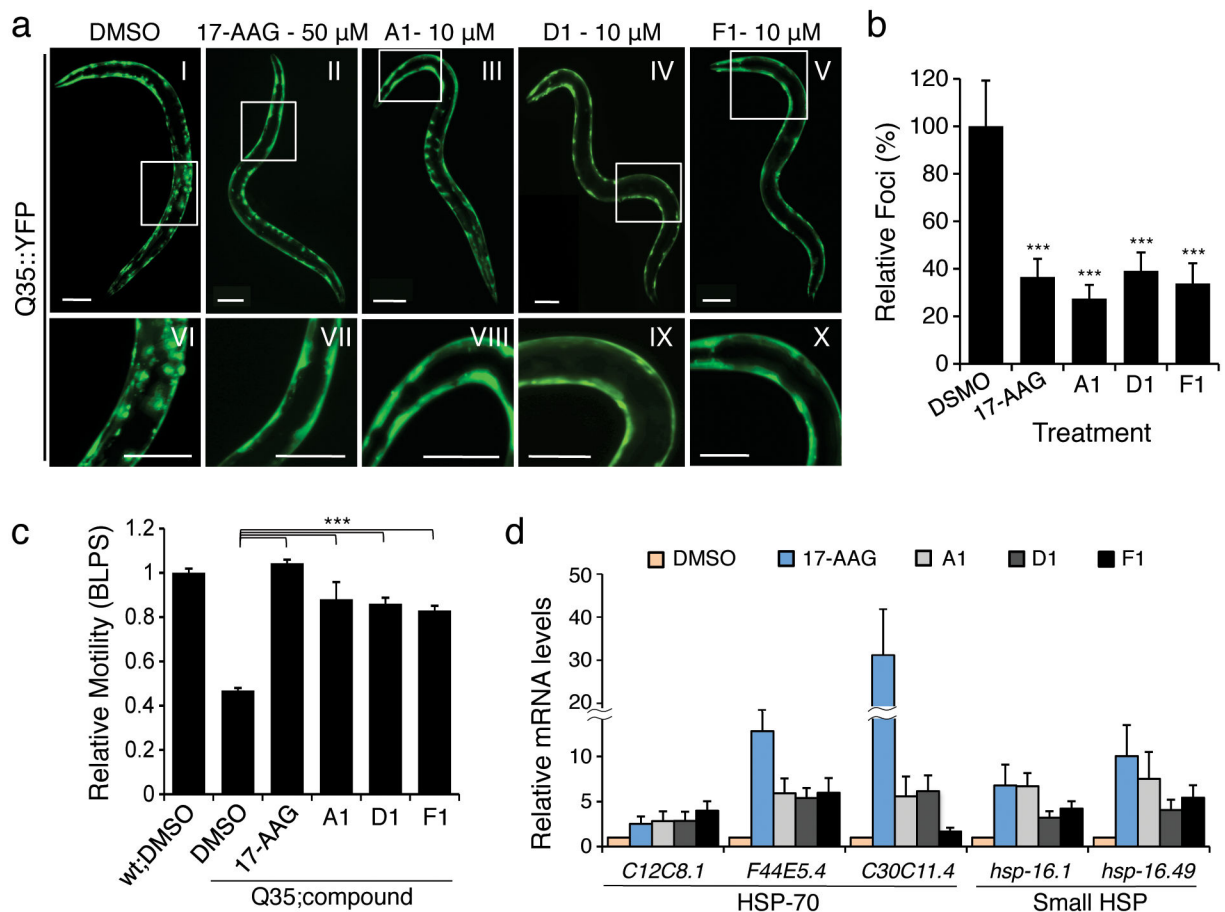 a
DMSO
17-AAG - 50 µM
A1- 10 µM
D1 - 10 µM
F1- 10 µM
Q35::YFP
I
II
III
IV
V
VI
VII
VIII
IX
X
b
Relative Foci (%)
120
100
80
60
40
20
0
***
***
***
***
DSMO
17-AAG
A1
D1
F1
Treatment
c
Relative Motility (BLPS)
1.2
1
0.8
0.6
0.4
0.2
0
***
wt;DMSO
DMSO
17-AAG
A1
D1
F1
Q35;compound
d
DMSO
17-AAG
A1
D1
F1
Relative mRNA levels
50
40
30
20
10
5
0
C12C8.1
F44E5.4
C30C11.4
hsp-16.1
hsp-16.49
HSP-70
Small HSP